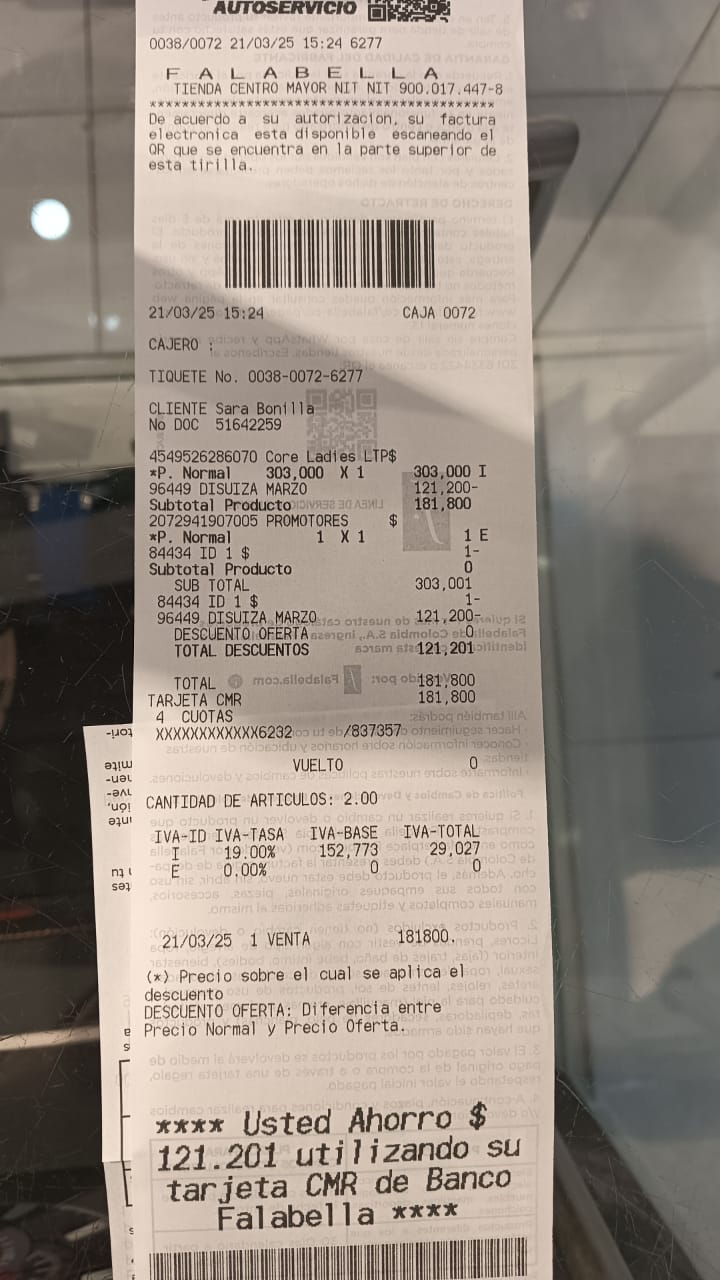 AUTOSERVICIO
0038/0072 21/03/25 15:24 6277
F A L A B E L L A
TIENDA CENTRO MAYOR NIT NIT 900.017.447-8
*********************************************
De acuerdo a su autorizacion, su factura
electronica esta disponible escaneando el
QR que se encuentra en la parte superior de
esta tirilla.
21/03/25 15:24 CAJA 0072
CAJERO :
TIQUETE No. 0038-0072-6277
CLIENTE Sara Bonilla
No DOC 51642259
4549526286070 Core Ladies LTP$
*P. Normal 303,000 X 1 303,000 I
96449 DISUIZA MARZO 121,200-
Subtotal Producto 181,800
2072941907005 PROMOTORES $
*P. Normal 1 X 1 1 E
84434 ID 1 $ 1-
Subtotal Producto 0
SUB TOTAL 303,001
84434 ID 1 $ 1-
96449 DISUIZA MARZO 121,200-
DESCUENTO OFERTA 0
TOTAL DESCUENTOS 121,201
TOTAL 181,800
TARJETA CMR 181,800
4 CUOTAS
XXXXXXXXXXXX6232 /837357
VUELTO 0
CANTIDAD DE ARTICULOS: 2.00
IVA-ID IVA-TASA IVA-BASE IVA-TOTAL
I 19.00% 152,773 29,027
E 0.00% 0 0
21/03/25 1 VENTA 181800.
(*) Precio sobre el cual se aplica el
descuento
DESCUENTO OFERTA: Diferencia entre
Precio Normal y Precio Oferta.
**** Usted Ahorro $
121.201 utilizando su
tarjeta CMR de Banco
Falabella ****